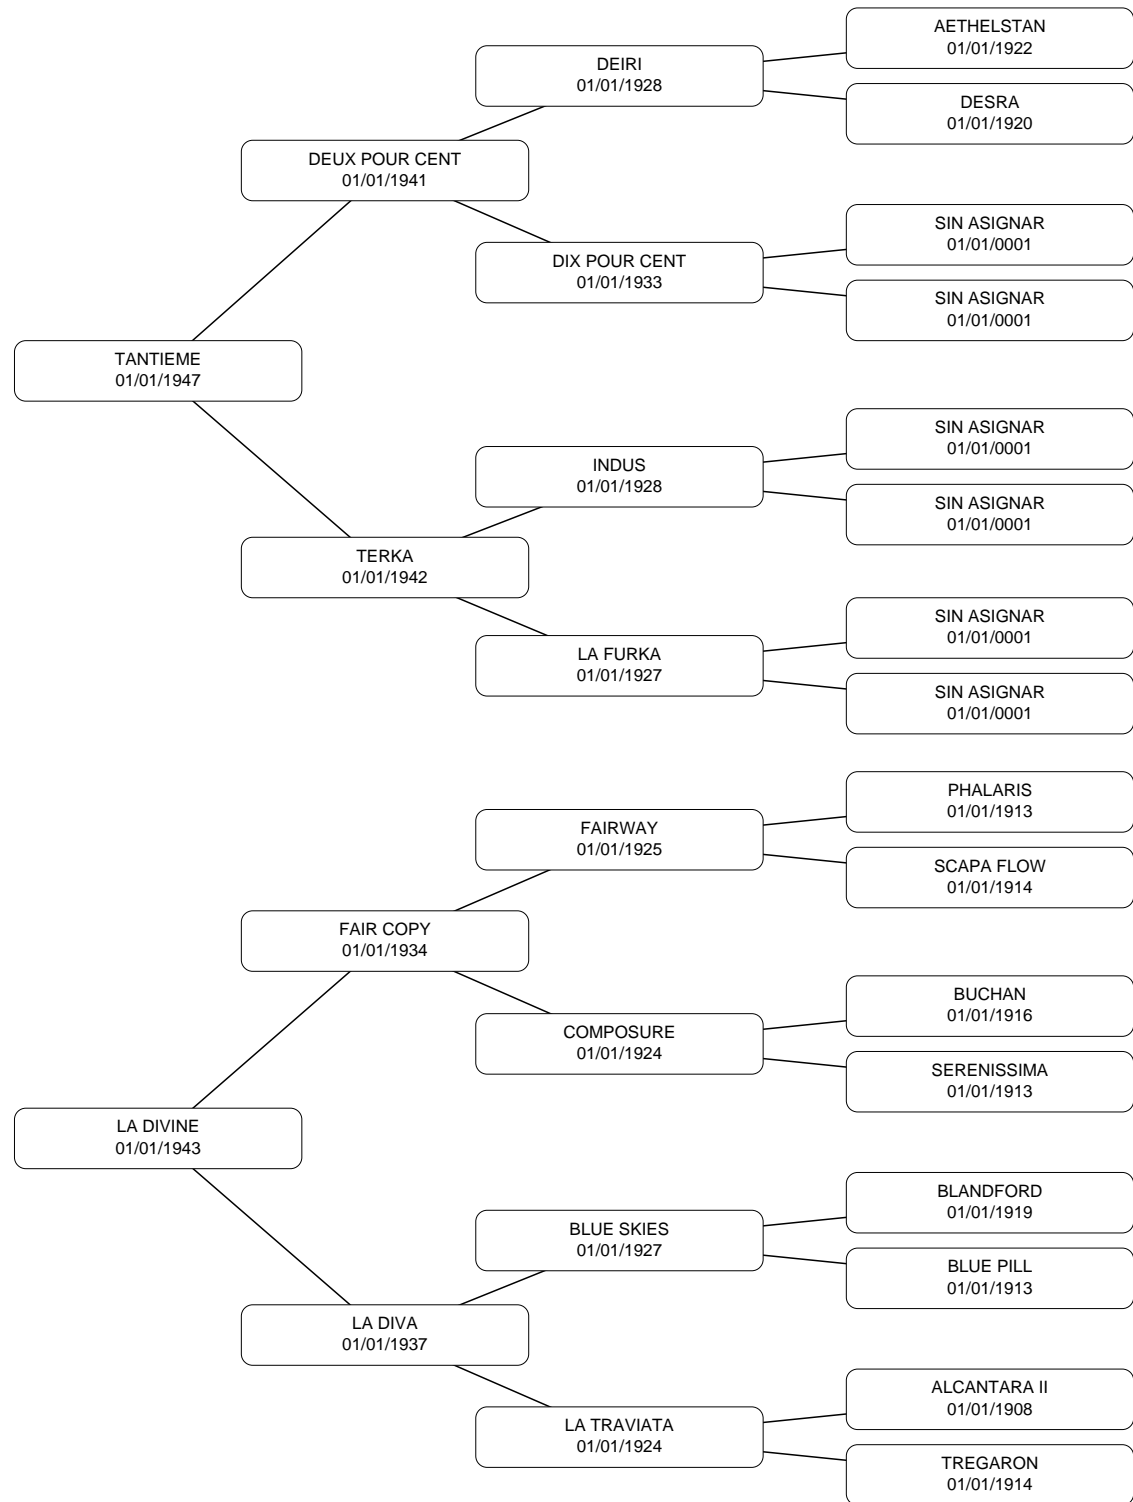 AETHELSTAN
01/01/1922
DEIRI
01/01/1928
DESRA
01/01/1920
DEUX POUR CENT
01/01/1941
SIN ASIGNAR
01/01/0001
DIX POUR CENT
01/01/1933
SIN ASIGNAR
01/01/0001
TANTIEME
01/01/1947
SIN ASIGNAR
01/01/0001
INDUS
01/01/1928
SIN ASIGNAR
01/01/0001
TERKA
01/01/1942
SIN ASIGNAR
01/01/0001
LA FURKA
01/01/1927
SIN ASIGNAR
01/01/0001
PHALARIS
01/01/1913
FAIRWAY
01/01/1925
SCAPA FLOW
01/01/1914
FAIR COPY
01/01/1934
BUCHAN
01/01/1916
COMPOSURE
01/01/1924
SERENISSIMA
01/01/1913
LA DIVINE
01/01/1943
BLANDFORD
01/01/1919
BLUE SKIES
01/01/1927
BLUE PILL
01/01/1913
LA DIVA
01/01/1937
ALCANTARA II
01/01/1908
LA TRAVIATA
01/01/1924
TREGARON
01/01/1914